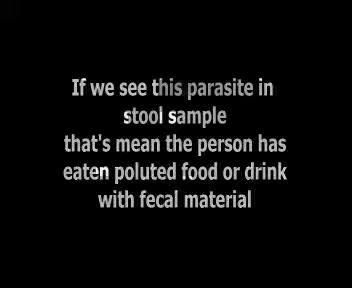 If we see this parasite in
stool sample
that's mean the person has
eaten poluted food or drink
with fecal material